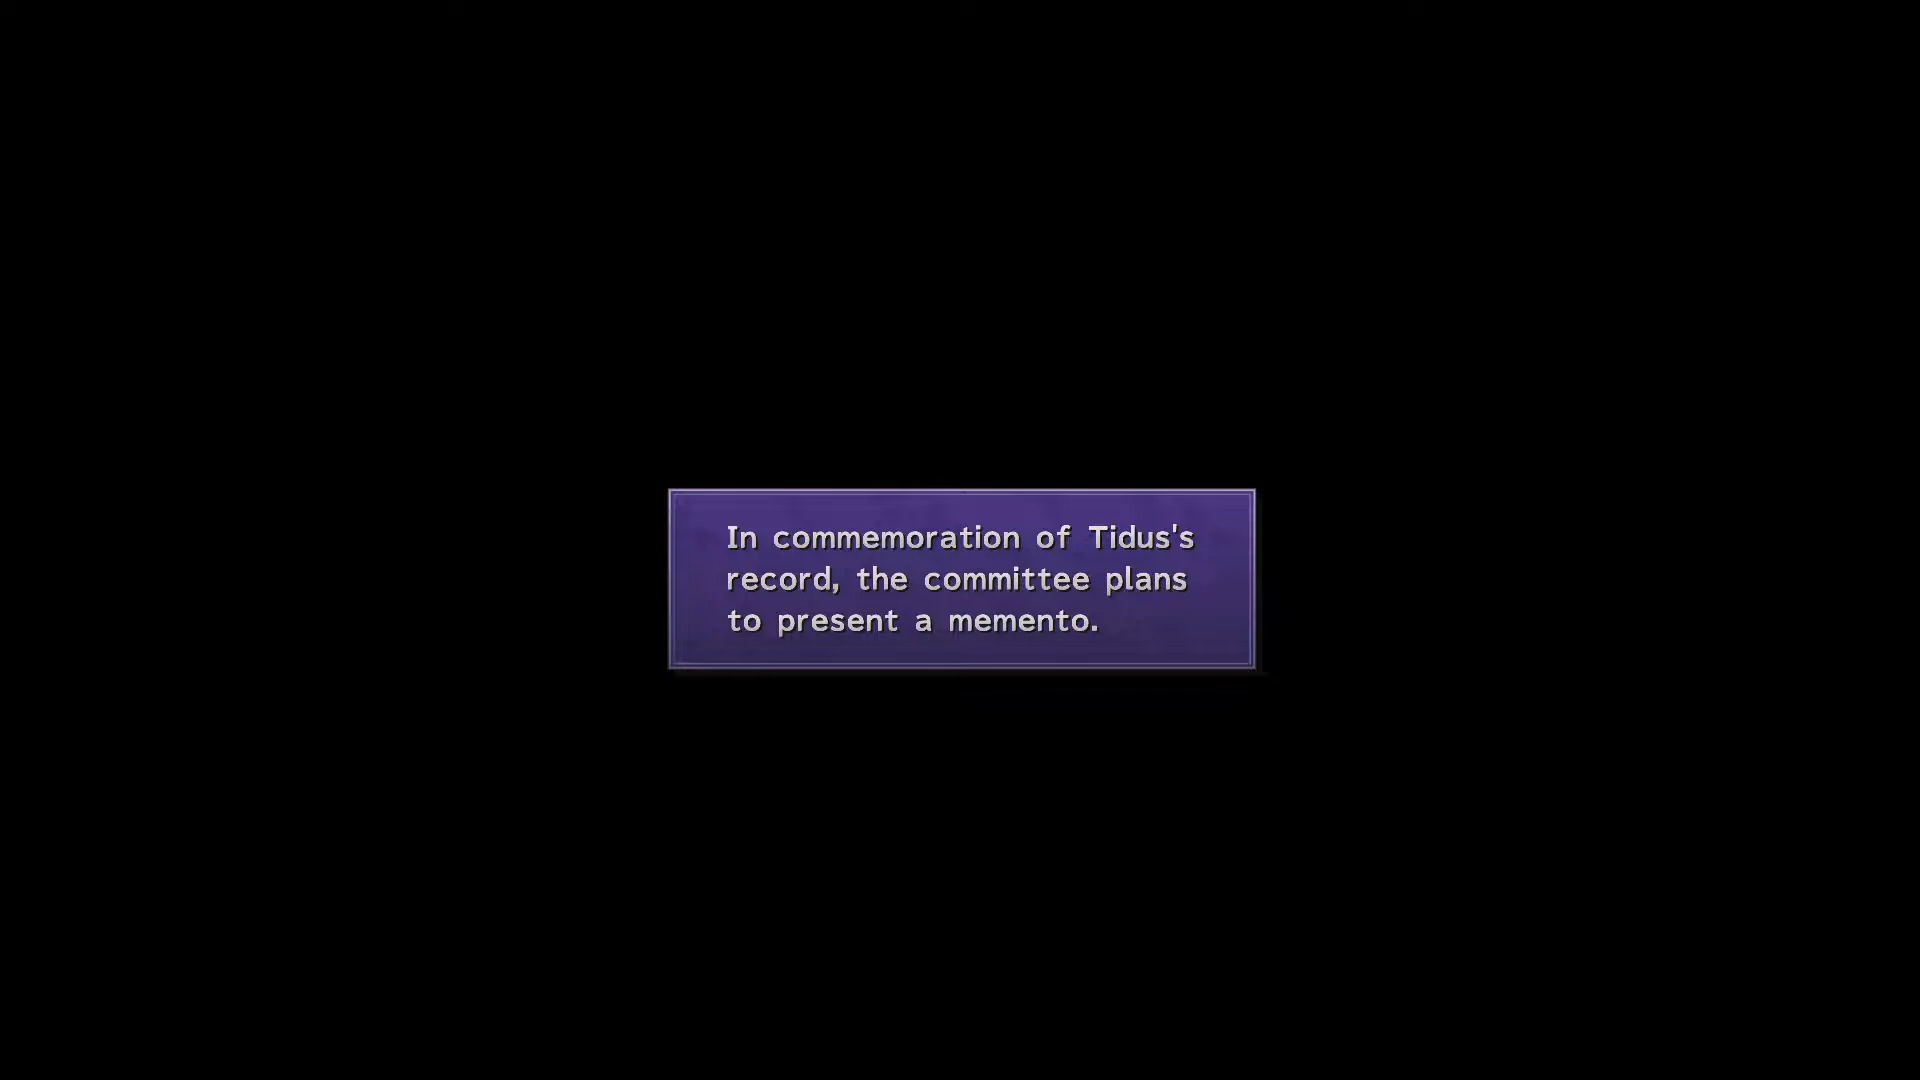 In commemoration of Tidus's
record, the committee plans
to present a memento.